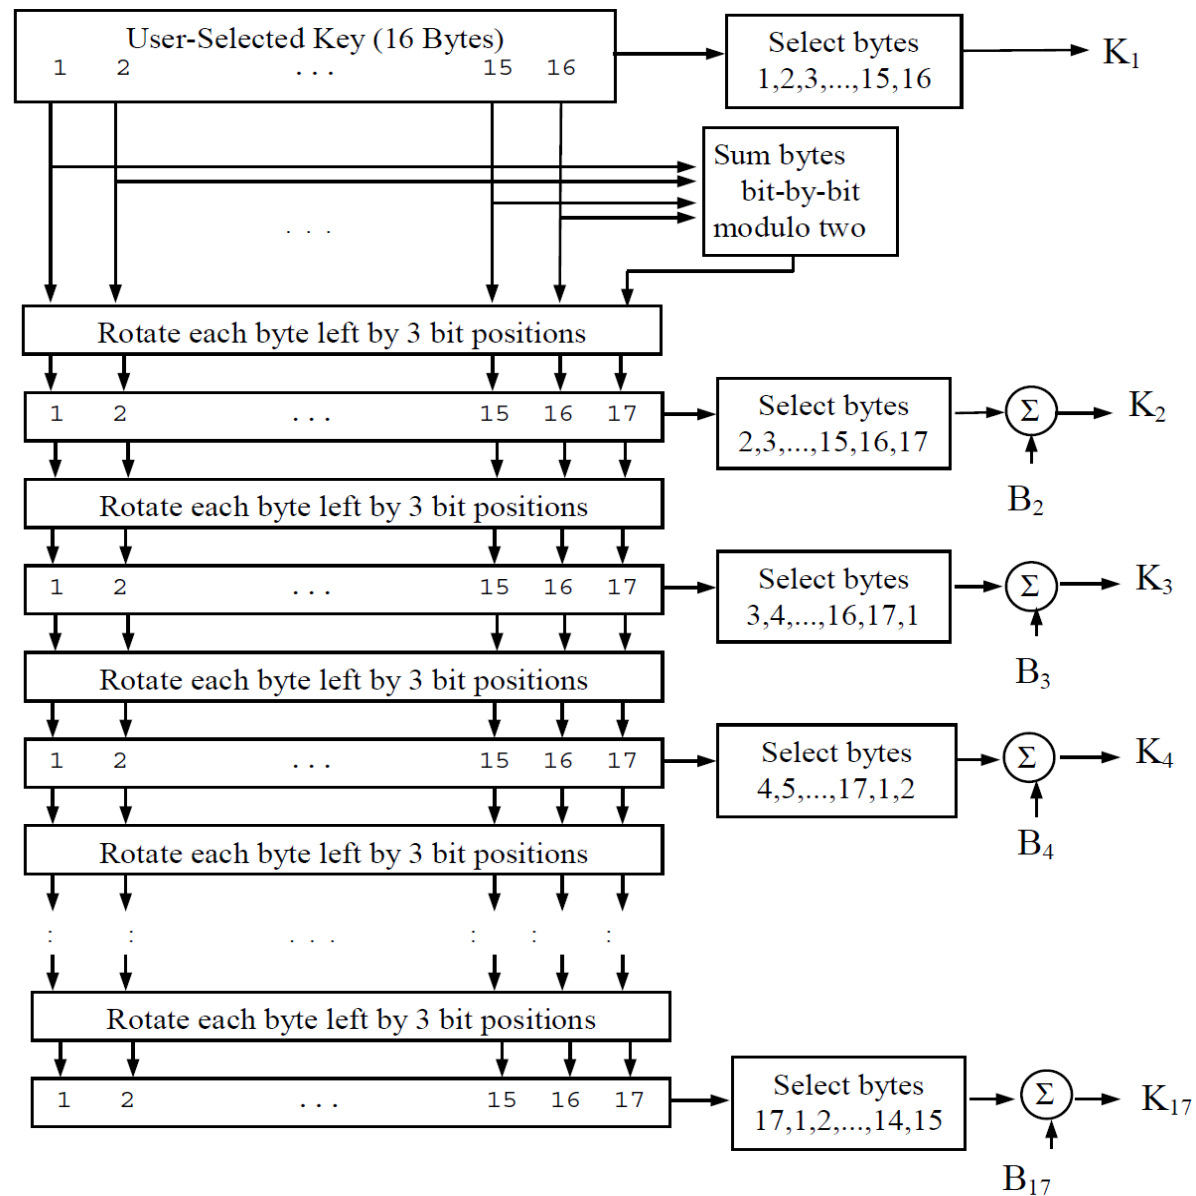 User-Selected Key (16 Bytes)
1 2 ... 15 16
Select bytes
1,2,3,...,15,16
K1
Sum bytes
bit-by-bit
modulo two
. . .
Rotate each byte left by 3 bit positions
1 2 ... 15 16 17
Select bytes
2,3,...,15,16,17
Σ
K2
B2
Rotate each byte left by 3 bit positions
1 2 ... 15 16 17
Select bytes
3,4,...,16,17,1
Σ
K3
B3
Rotate each byte left by 3 bit positions
1 2 ... 15 16 17
Select bytes
4,5,...,17,1,2
Σ
K4
B4
Rotate each byte left by 3 bit positions
: : . . . : : :
Rotate each byte left by 3 bit positions
1 2 ... 15 16 17
Select bytes
17,1,2,...,14,15
Σ
K17
B17